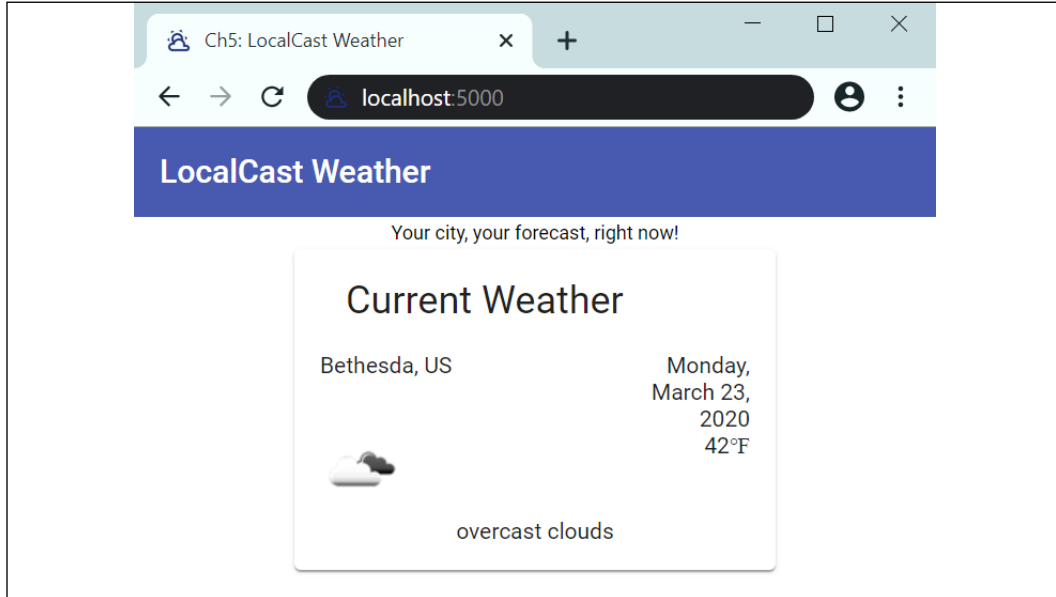 Ch5: LocalCast Weather
localhost:5000
LocalCast Weather
Your city, your forecast, right now!
Current Weather
Bethesda, US
Monday,
March 23,
2020
42°F
overcast clouds